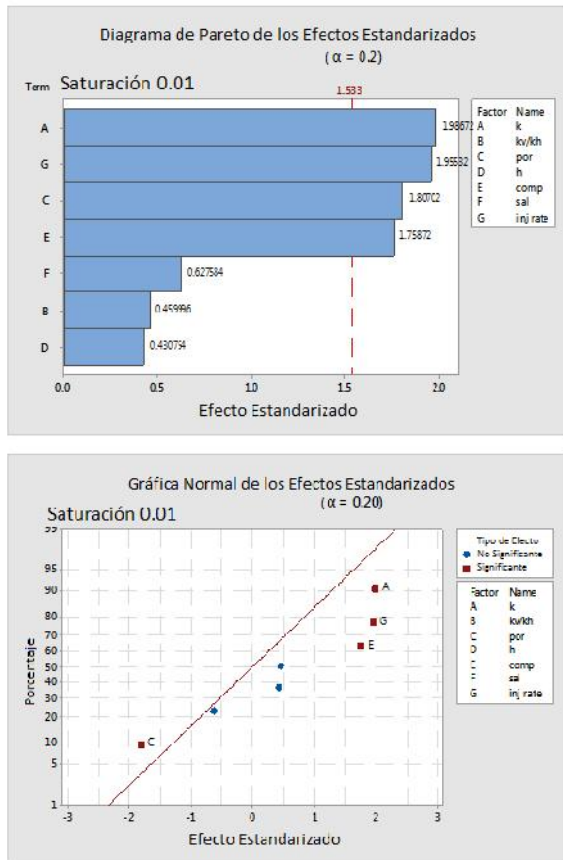 Diagrama de Pareto de los Efectos Estandarizados
( α = 0.2)
Term Saturación 0.01
1.533
A 1.98672
G
C 1.80702
E 1.75872
F 0.627584
B 0.459996
D 0.430754
0.0 0.5 1.0 1.5 2.0
Efecto Estandarizado
Factor Name
A k
B kv/kh
C por
D h
E comp
F sal
G inj rate
Gráfica Normal de los Efectos Estandarizados
( α = 0.20)
Saturación 0.01
95
90
80
70
60
50
40
30
20
10
5
1
Porcentaje
A
G
E
C
-3 -2 -1 0 1 2 3
Efecto Estandarizado
Tipo de Efecto
No Significante
Significante
Factor Name
A k
B kv/kh
C por
D h
comp
sal
G inj rate